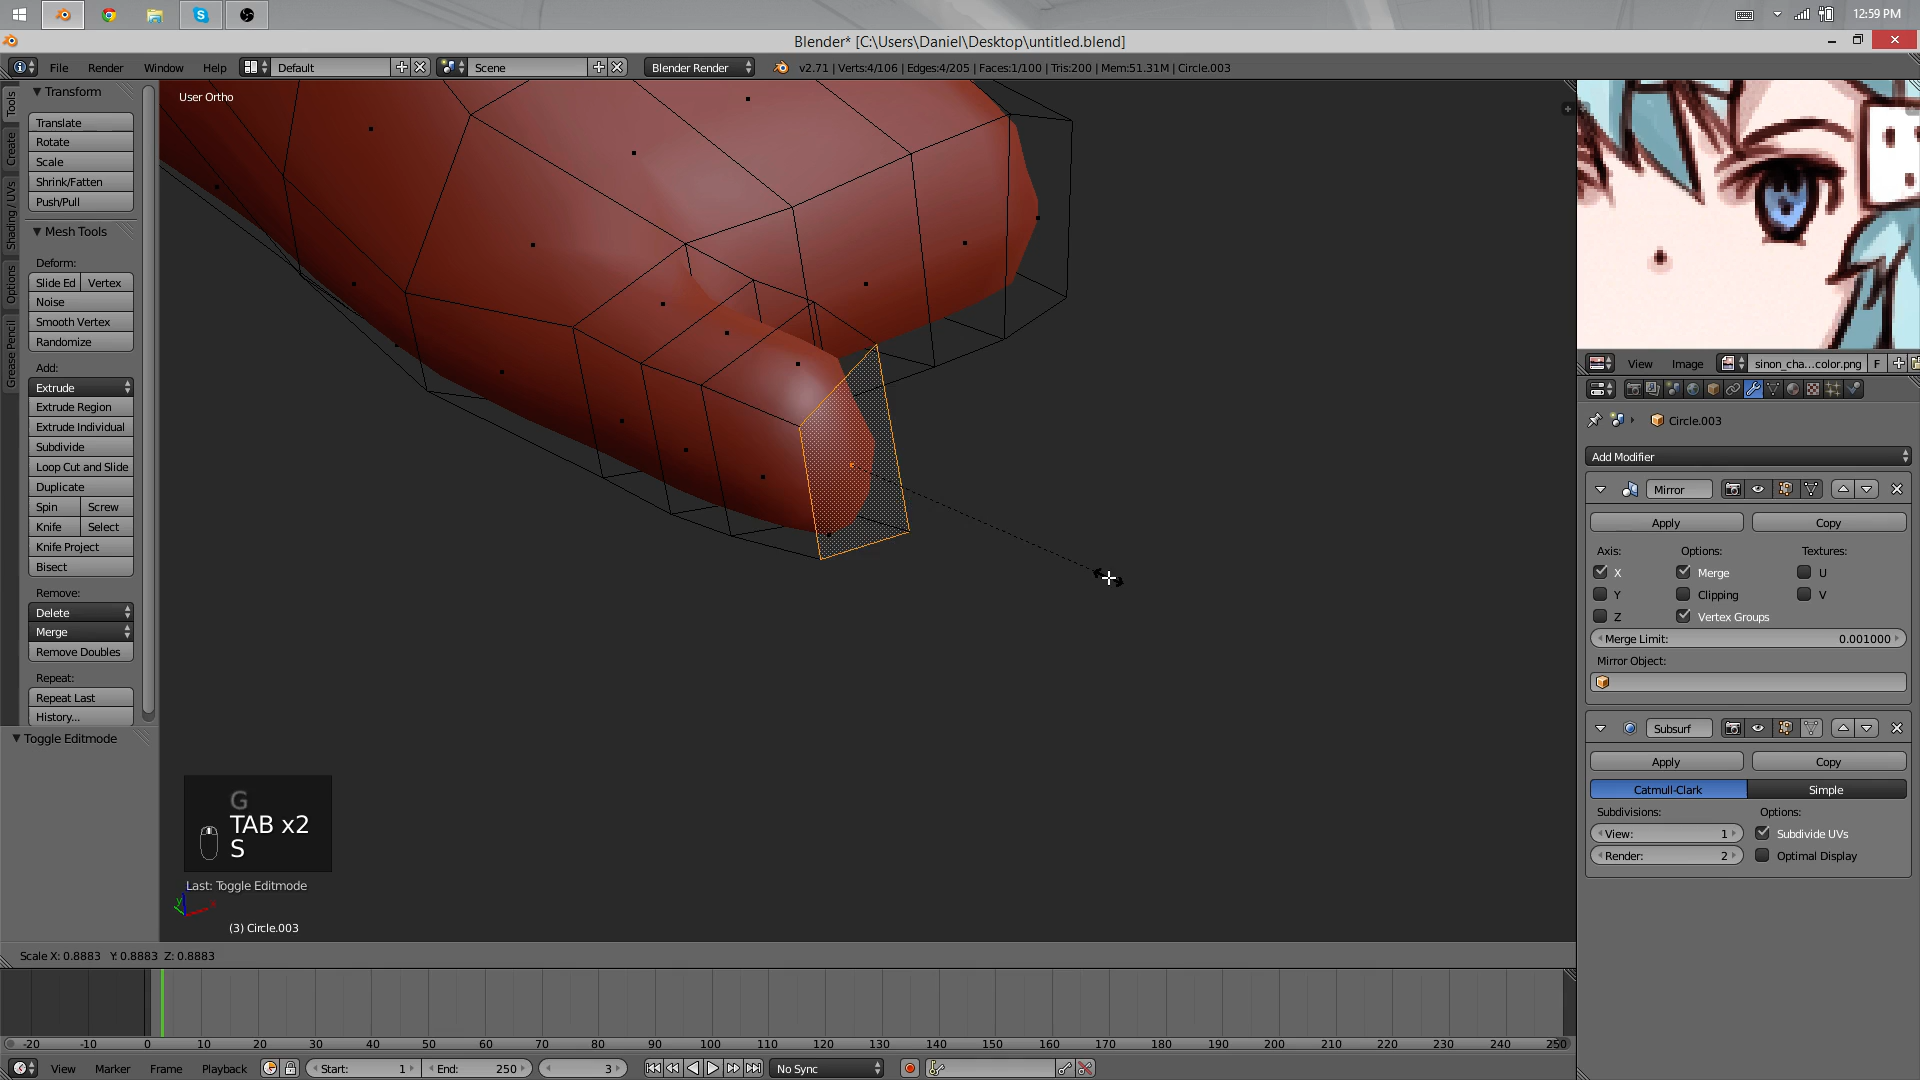 12:59 PM
Blender* [C:\Users\Daniel\Desktop\untitled.blend]
File Render Window Help Default Scene Blender Render v2.71 | Verts:4/106 | Edges:4/205 | Faces:1/100 | Tris:200 | Mem:51.31M | Circle.003
Tools
Create
Shading / UVs
Options
Grease Pencil
Transform
Translate
Rotate
Scale
Shrink/Fatten
Push/Pull
Mesh Tools
Deform:
Slide Ed Vertex
Noise
Smooth Vertex
Randomize
Add:
Extrude
Extrude Region
Extrude Individual
Subdivide
Loop Cut and Slide
Duplicate
Spin Screw
Knife Select
Knife Project
Bisect
Remove:
Delete
Merge
Remove Doubles
Repeat:
Repeat Last
History...
Toggle Editmode
User Ortho
G
TAB x2
S
Last: Toggle Editmode
y
x
(3) Circle.003
Scale X: 0.8883 Y: 0.8883 Z: 0.8883
View Image sinon_cha...color.png F
Circle.003
Add Modifier
Mirror
Apply Copy
Axis: Options: Textures:
X Merge U
Y Clipping V
Z Vertex Groups
Merge Limit: 0.001000
Mirror Object:
Subsurf
Apply Copy
Catmull-Clark Simple
Subdivisions: Options:
View: 1 Subdivide UVs
Render: 2 Optimal Display
-20 -10 0 10 20 30 40 50 60 70 80 90 100 110 120 130 140 150 160 170 180 190 200 210 220 230 240 250
View Marker Frame Playback Start: 1 End: 250 3 No Sync